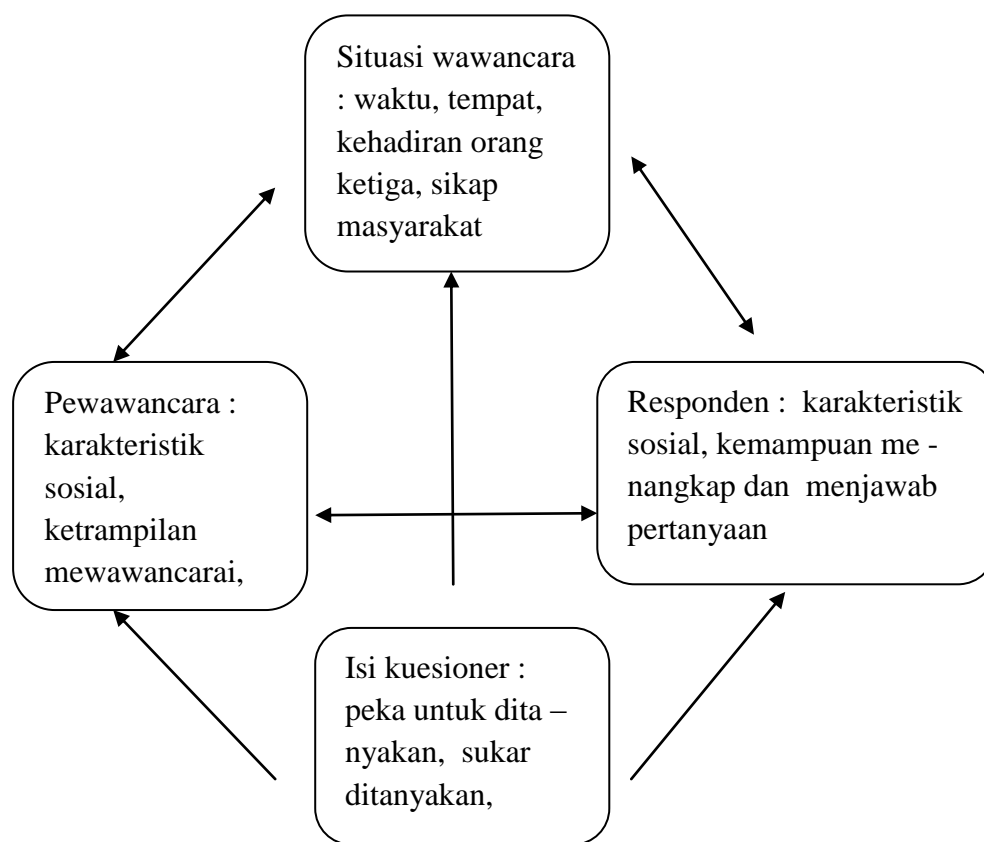 Situasi wawancara
: waktu, tempat,
kehadiran orang
ketiga, sikap
masyarakat
Pewawancara :
karakteristik
sosial,
ketrampilan
mewawancarai,
Responden :  karakteristik
sosial, kemampuan me -
nangkap dan  menjawab
pertanyaan
Isi kuesioner :
peka untuk dita –
nyakan,  sukar
ditanyakan,